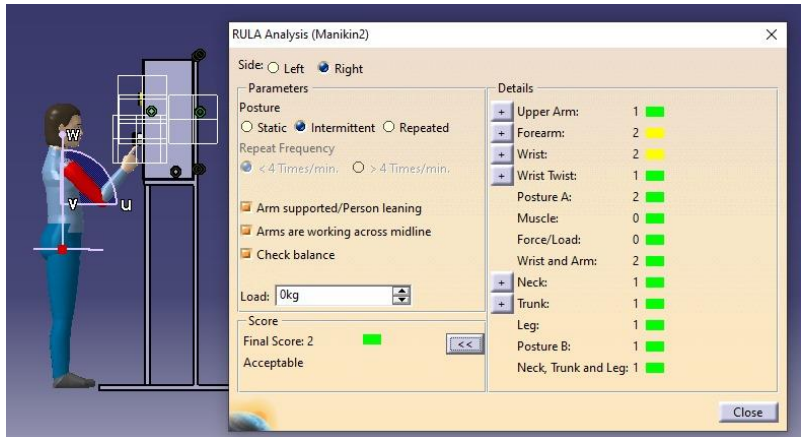 RULA Analysis (Manikin2)
Side: Left Right
Parameters
Posture
Static Intermittent Repeated
Repeat Frequency
< 4 Times/min. > 4 Times/min.
Arm supported/Person leaning
Arms are working across midline
Check balance
Load: 0kg
Score
Final Score: 2
<<
Acceptable
Details
+ Upper Arm: 1
+ Forearm: 2
+ Wrist: 2
+ Wrist Twist: 1
Posture A: 2
Muscle: 0
Force/Load: 0
Wrist and Arm: 2
+ Neck: 1
+ Trunk: 1
Leg: 1
Posture B: 1
Neck, Trunk and Leg: 1
Close
W
V
U